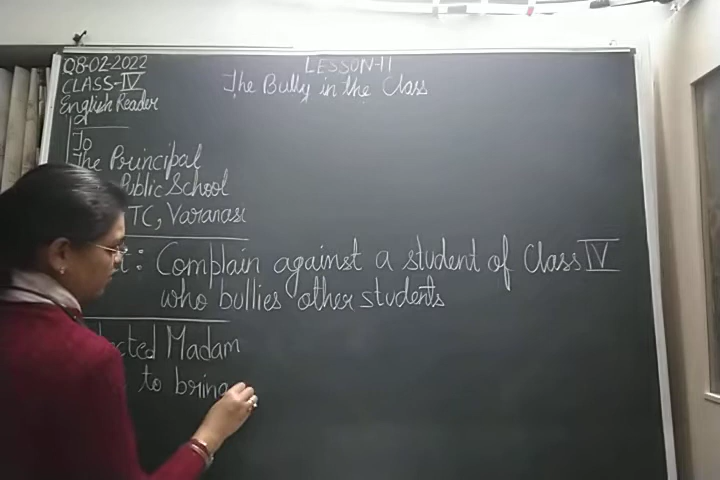 08-02-2022
CLASS-IV
English Reader
LESSON-11
The Bully in the Class
To
The Principal
Public School
TC, Varanasi
: Complain against a student of Class IV
who bullies other students
cted Madam
to bring